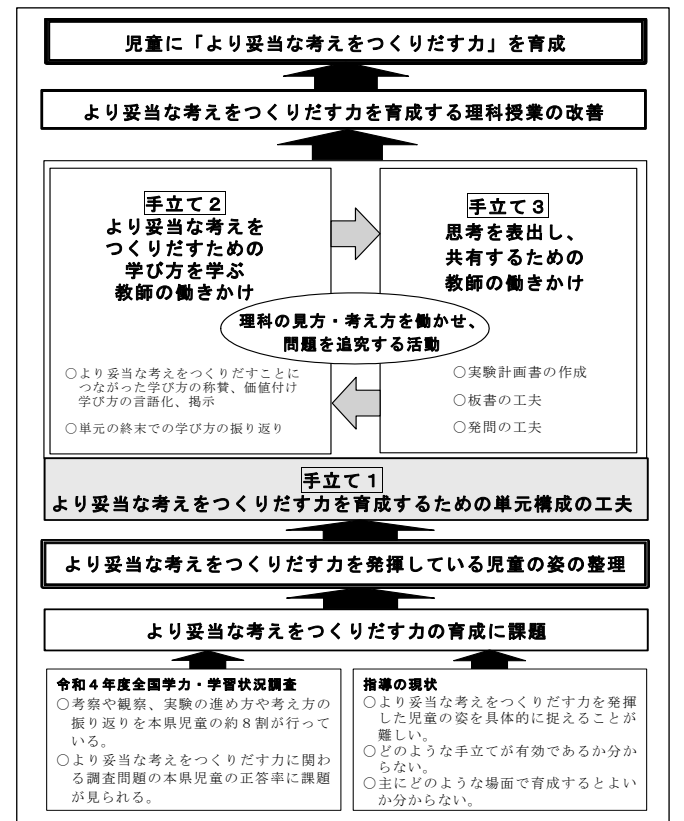 児童に「より妥当な考えをつくりだす力」を育成
より妥当な考えをつくりだす力を育成する理科授業の改善
手立て２
より妥当な考えを
つくりだすための
学び方を学ぶ
教師の働きかけ
手立て３
思考を表出し、
共有するための
教師の働きかけ
理科の見方・考え方を働かせ、
問題を追究する活動
○より妥当な考えをつくりだすことに
つながった学び方の称賛、価値付け
学び方の言語化、掲示
○単元の終末での学び方の振り返り
○実験計画書の作成
○板書の工夫
○発問の工夫
手立て１
より妥当な考えをつくりだす力を育成するための単元構成の工夫
より妥当な考えをつくりだす力を発揮している児童の姿の整理
より妥当な考えをつくりだす力の育成に課題
令和４年度全国学力・学習状況調査
○考察や観察、実験の進め方や考え方の
振り返りを本県児童の約８割が行って
いる。
○より妥当な考えをつくりだす力に関わ
る調査問題の本県児童の正答率に課題
が見られる。
指導の現状
○より妥当な考えをつくりだす力を発揮
した児童の姿を具体的に捉えることが
難しい。
○どのような手立てが有効であるか分か
らない。
○主にどのような場面で育成するとよい
か分からない。